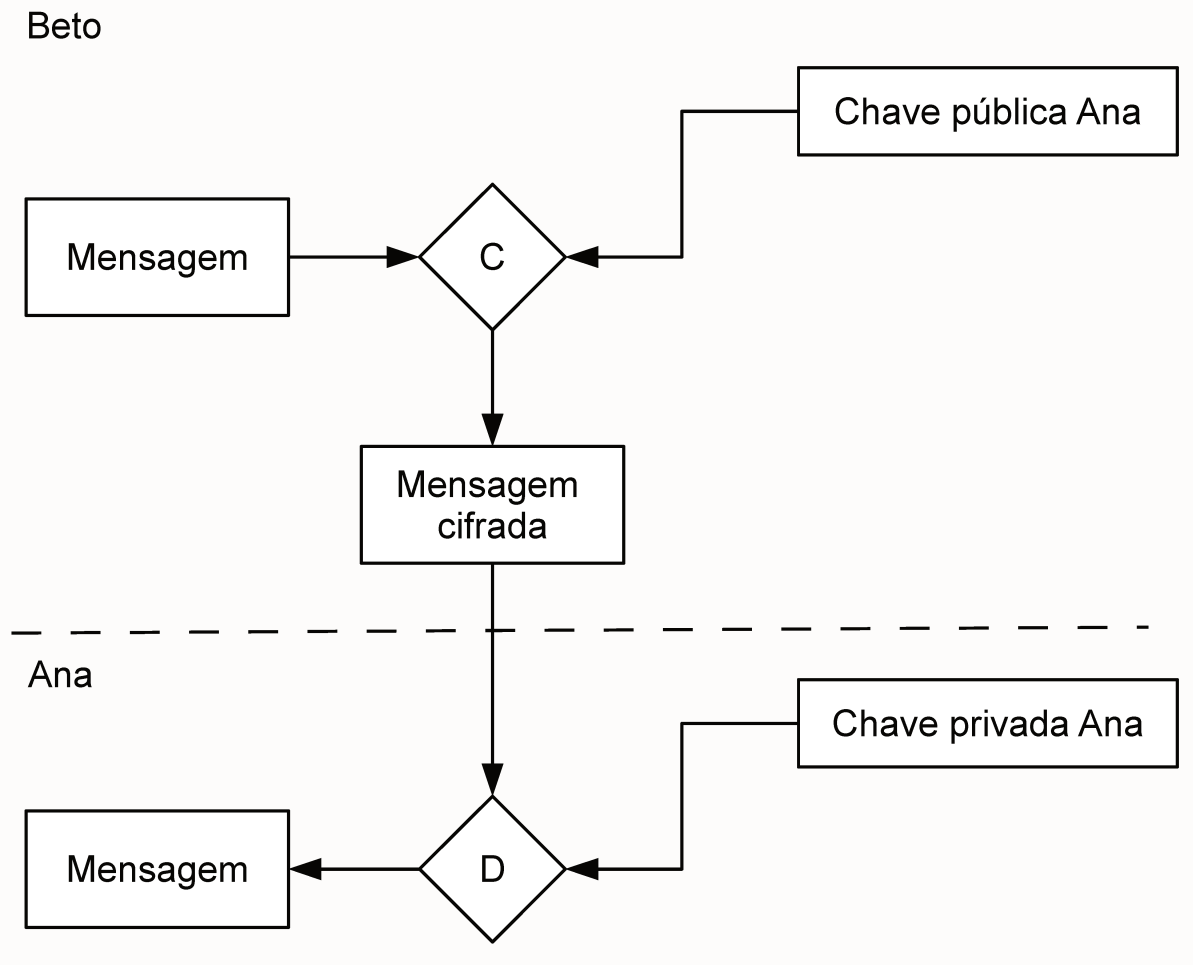 Beto
Chave pública Ana
Mensagem
C
Mensagem
cifrada
Ana
Chave privada Ana
Mensagem
D